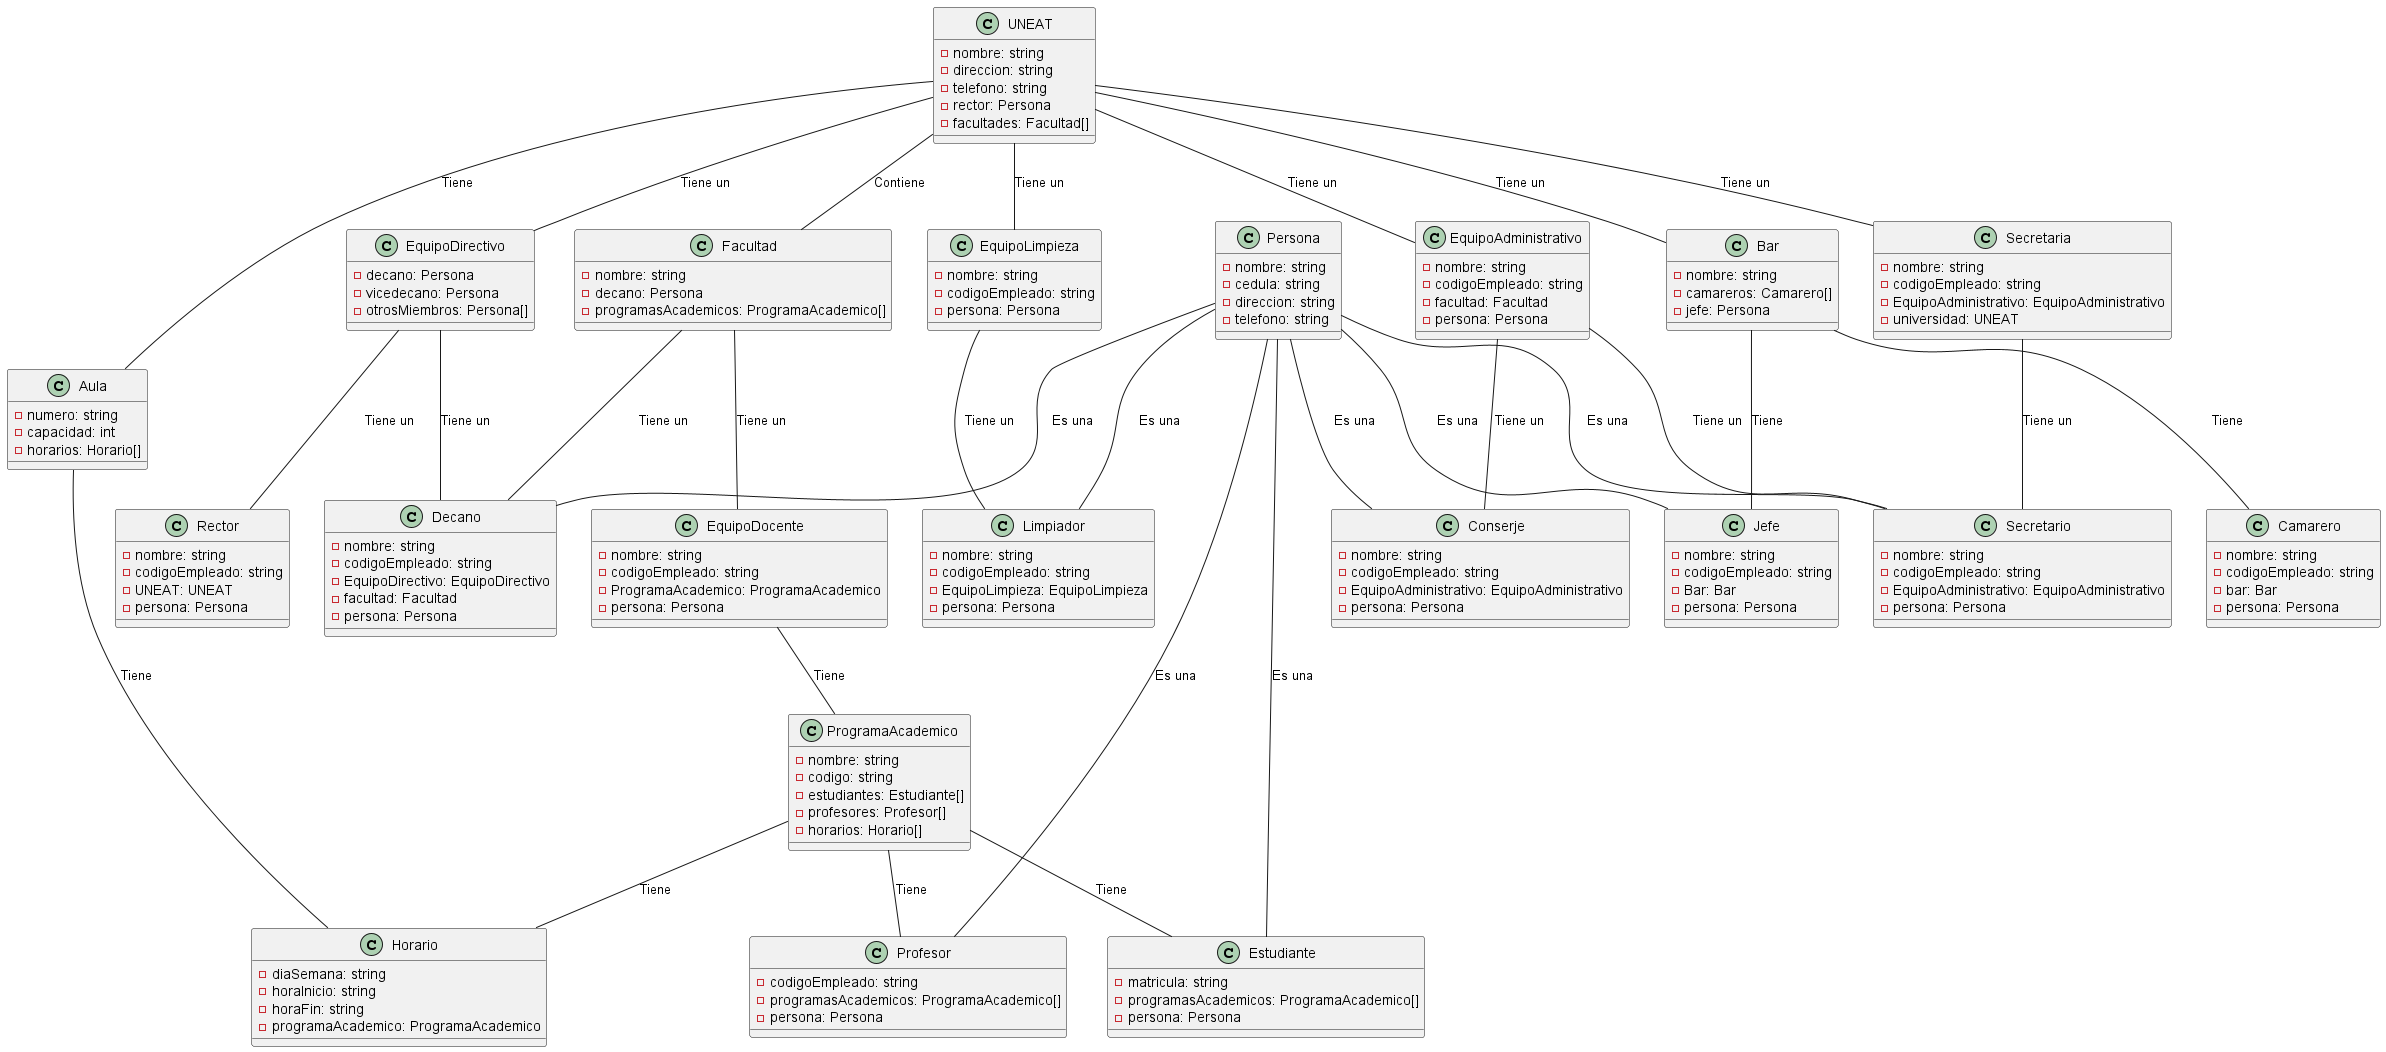 UNEAT
nombre: string
direccion: string
telefono: string
rector: Persona
facultades: Facultad[]
Tiene
Tiene un
Contiene
Tiene un
Tiene un
Tiene un
Tiene un
EquipoDirectivo
decano: Persona
vicedecano: Persona
otrosMiembros: Persona[]
Facultad
nombre: string
decano: Persona
programasAcademicos: ProgramaAcademico[]
EquipoLimpieza
nombre: string
codigoEmpleado: string
persona: Persona
Persona
nombre: string
cedula: string
direccion: string
telefono: string
EquipoAdministrativo
nombre: string
codigoEmpleado: string
facultad: Facultad
persona: Persona
Bar
nombre: string
camareros: Camarero[]
jefe: Persona
Secretaria
nombre: string
codigoEmpleado: string
EquipoAdministrativo: EquipoAdministrativo
universidad: UNEAT
Aula
numero: string
capacidad: int
horarios: Horario[]
Tiene un
Tiene un
Tiene un
Tiene un
Tiene un
Es una
Es una
Es una
Es una
Tiene un
Es una
Tiene un
Tiene
Tiene un
Tiene
Rector
nombre: string
codigoEmpleado: string
UNEAT: UNEAT
persona: Persona
Decano
nombre: string
codigoEmpleado: string
EquipoDirectivo: EquipoDirectivo
facultad: Facultad
persona: Persona
EquipoDocente
nombre: string
codigoEmpleado: string
ProgramaAcademico: ProgramaAcademico
persona: Persona
Limpiador
nombre: string
codigoEmpleado: string
EquipoLimpieza: EquipoLimpieza
persona: Persona
Conserje
nombre: string
codigoEmpleado: string
EquipoAdministrativo: EquipoAdministrativo
persona: Persona
Jefe
nombre: string
codigoEmpleado: string
Bar: Bar
persona: Persona
Secretario
nombre: string
codigoEmpleado: string
EquipoAdministrativo: EquipoAdministrativo
persona: Persona
Camarero
nombre: string
codigoEmpleado: string
bar: Bar
persona: Persona
Tiene
Tiene
Es una
Es una
ProgramaAcademico
nombre: string
codigo: string
estudiantes: Estudiante[]
profesores: Profesor[]
horarios: Horario[]
Tiene
Tiene
Tiene
Horario
diaSemana: string
horaInicio: string
horaFin: string
programaAcademico: ProgramaAcademico
Profesor
codigoEmpleado: string
programasAcademicos: ProgramaAcademico[]
persona: Persona
Estudiante
matricula: string
programasAcademicos: ProgramaAcademico[]
persona: Persona